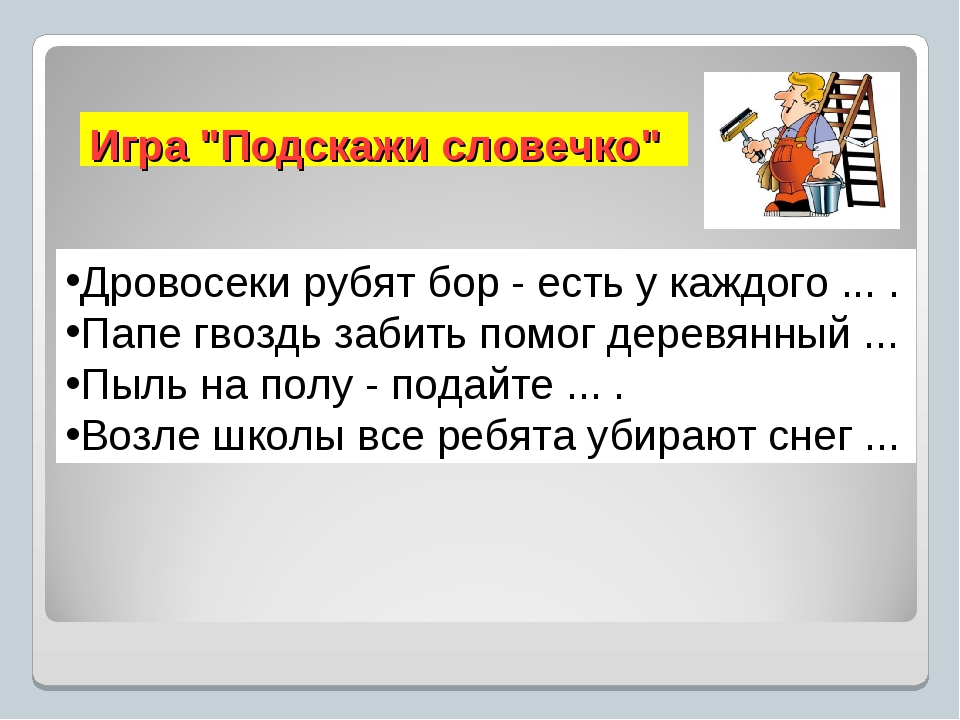 Игра "Подскажи словечко"
•Дровосеки рубят бор - есть у каждого ... .
•Папе гвоздь забить помог деревянный ...
•Пыль на полу - подайте ... .
•Возле школы все ребята убирают снег ...